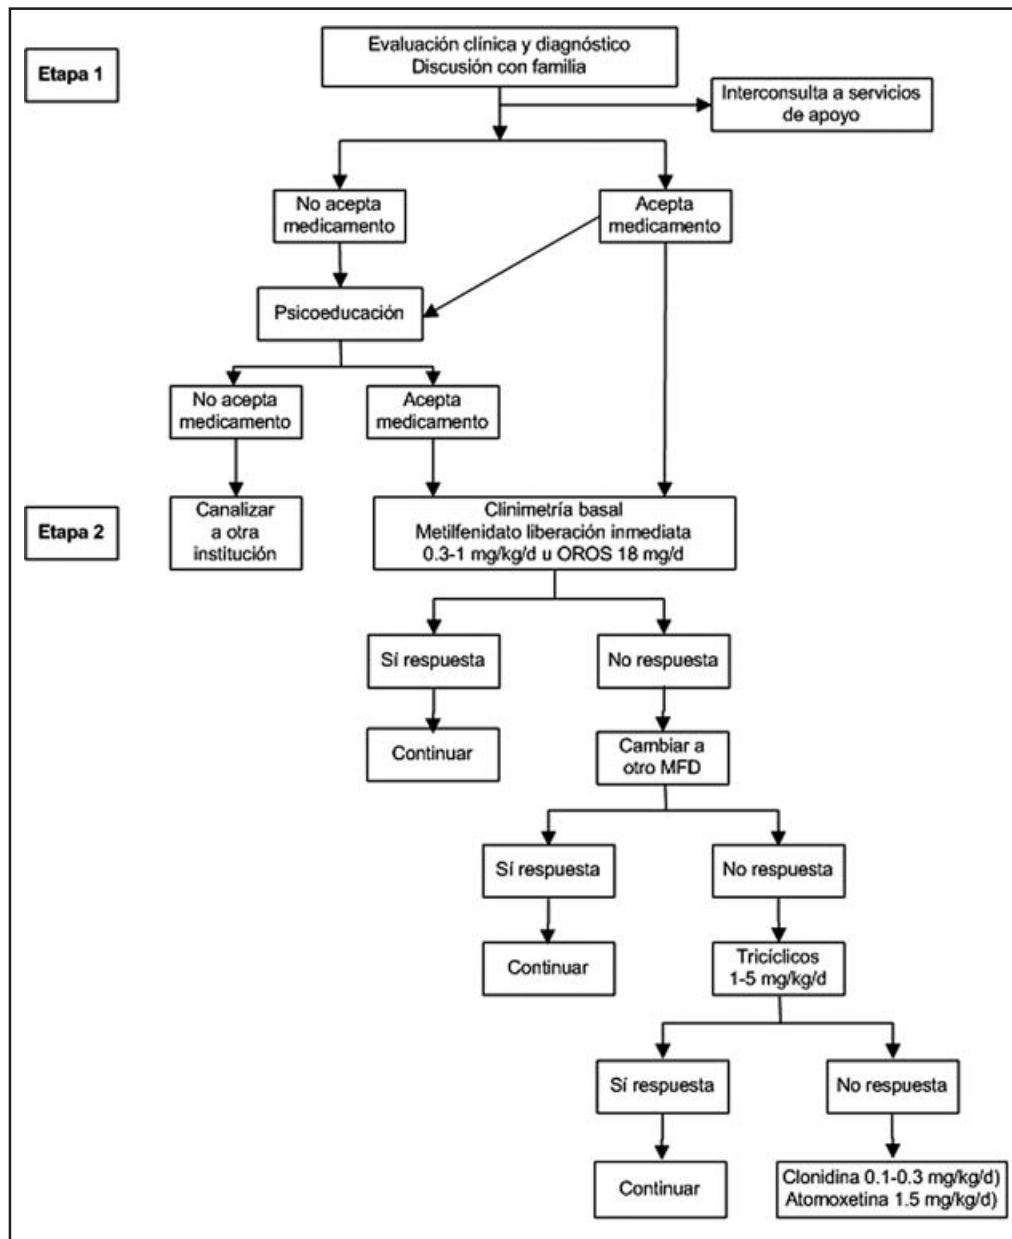 Evaluación clínica y diagnóstico
Discusión con familia
Etapa 1
Interconsulta a servicios
de apoyo
No acepta
medicamento
Acepta
medicamento
Psicoeducación
No acepta
medicamento
Acepta
medicamento
Etapa 2
Canalizar
a otra
institución
Clinimetría basal
Metilfenidato liberación inmediata
0.3-1 mg/kg/d u OROS 18 mg/d
Sí respuesta
No respuesta
Continuar
Cambiar a
otro MFD
Sí respuesta
No respuesta
Continuar
Tricíclicos
1-5 mg/kg/d
Sí respuesta
No respuesta
Continuar
Clonidina 0.1-0.3 mg/kg/d)
Atomoxetina 1.5 mg/kg/d)